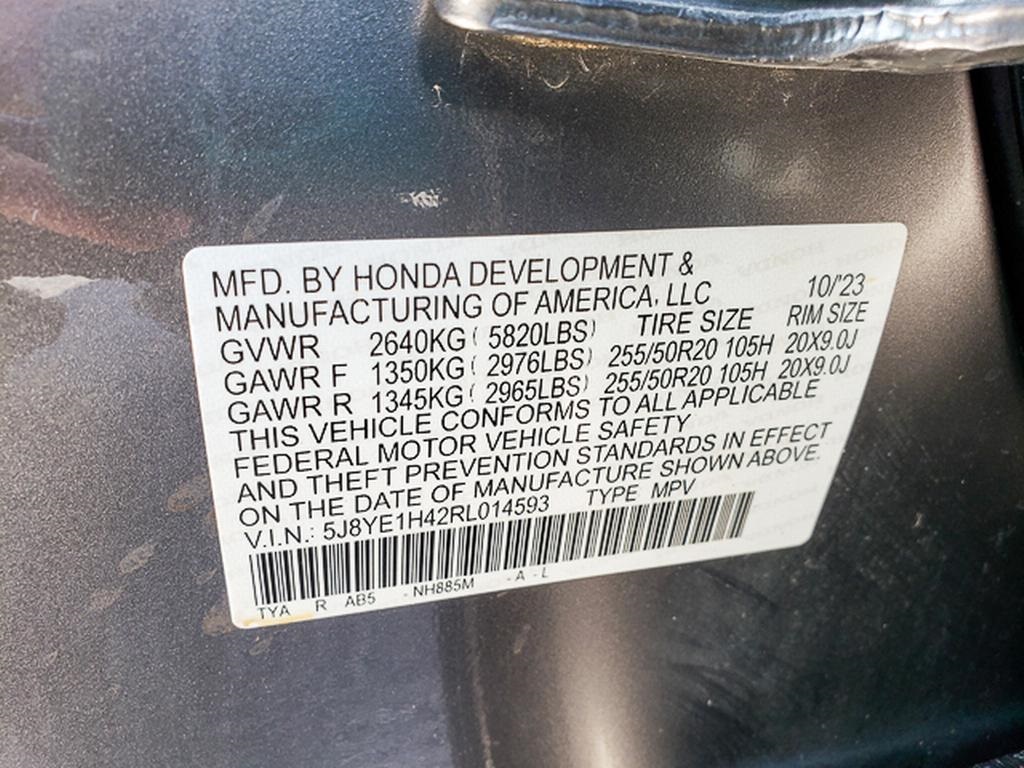 MFD. BY HONDA DEVELOPMENT &
MANUFACTURING OF AMERICA, LLC 10/'23
GVWR 2640KG ( 5820LBS) TIRE SIZE RIM SIZE
GAWR F 1350KG ( 2976LBS) 255/50R20 105H 20X9.0J
GAWR R 1345KG ( 2965LBS) 255/50R20 105H 20X9.0J
THIS VEHICLE CONFORMS TO ALL APPLICABLE
FEDERAL MOTOR VEHICLE SAFETY
AND THEFT PREVENTION STANDARDS IN EFFECT
ON THE DATE OF MANUFACTURE SHOWN ABOVE.
V.I.N.: 5J8YE1H42RL014593 TYPE MPV
TYA R AB5 -NH885M -A -L